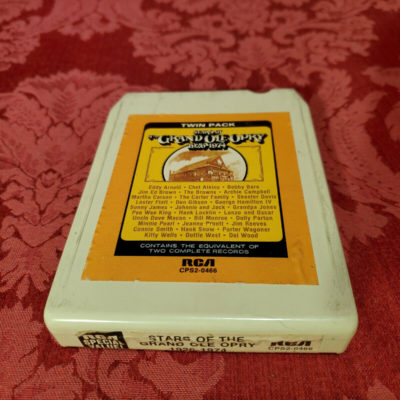 TWIN PACK
STARS OF
THE GRAND OLE OPRY
1926-1974
Eddy Arnold • Chet Atkins • Bobby Bare
Jim Ed Brown • The Browns • Archie Campbell
Martha Carson • The Carter Family • Skeeter Davis
Lester Flatt • Don Gibson • George Hamilton IV
Sonny James • Johnnie and Jack • Grandpa Jones
Pee Wee King • Hank Locklin • Lonzo and Oscar
Uncle Dave Macon • Bill Monroe • Dolly Parton
Minnie Pearl • Jeanne Pruett • Jim Reeves
Connie Smith • Hank Snow • Porter Wagoner
Kitty Wells • Dottie West • Del Wood
CONTAINS THE EQUIVALENT OF
TWO COMPLETE RECORDS
RCA
CPS2-0466
SPECIAL
VALUE!
STARS OF THE
GRAND OLE OPRY
1926-1974
RCA
CPS2-0466